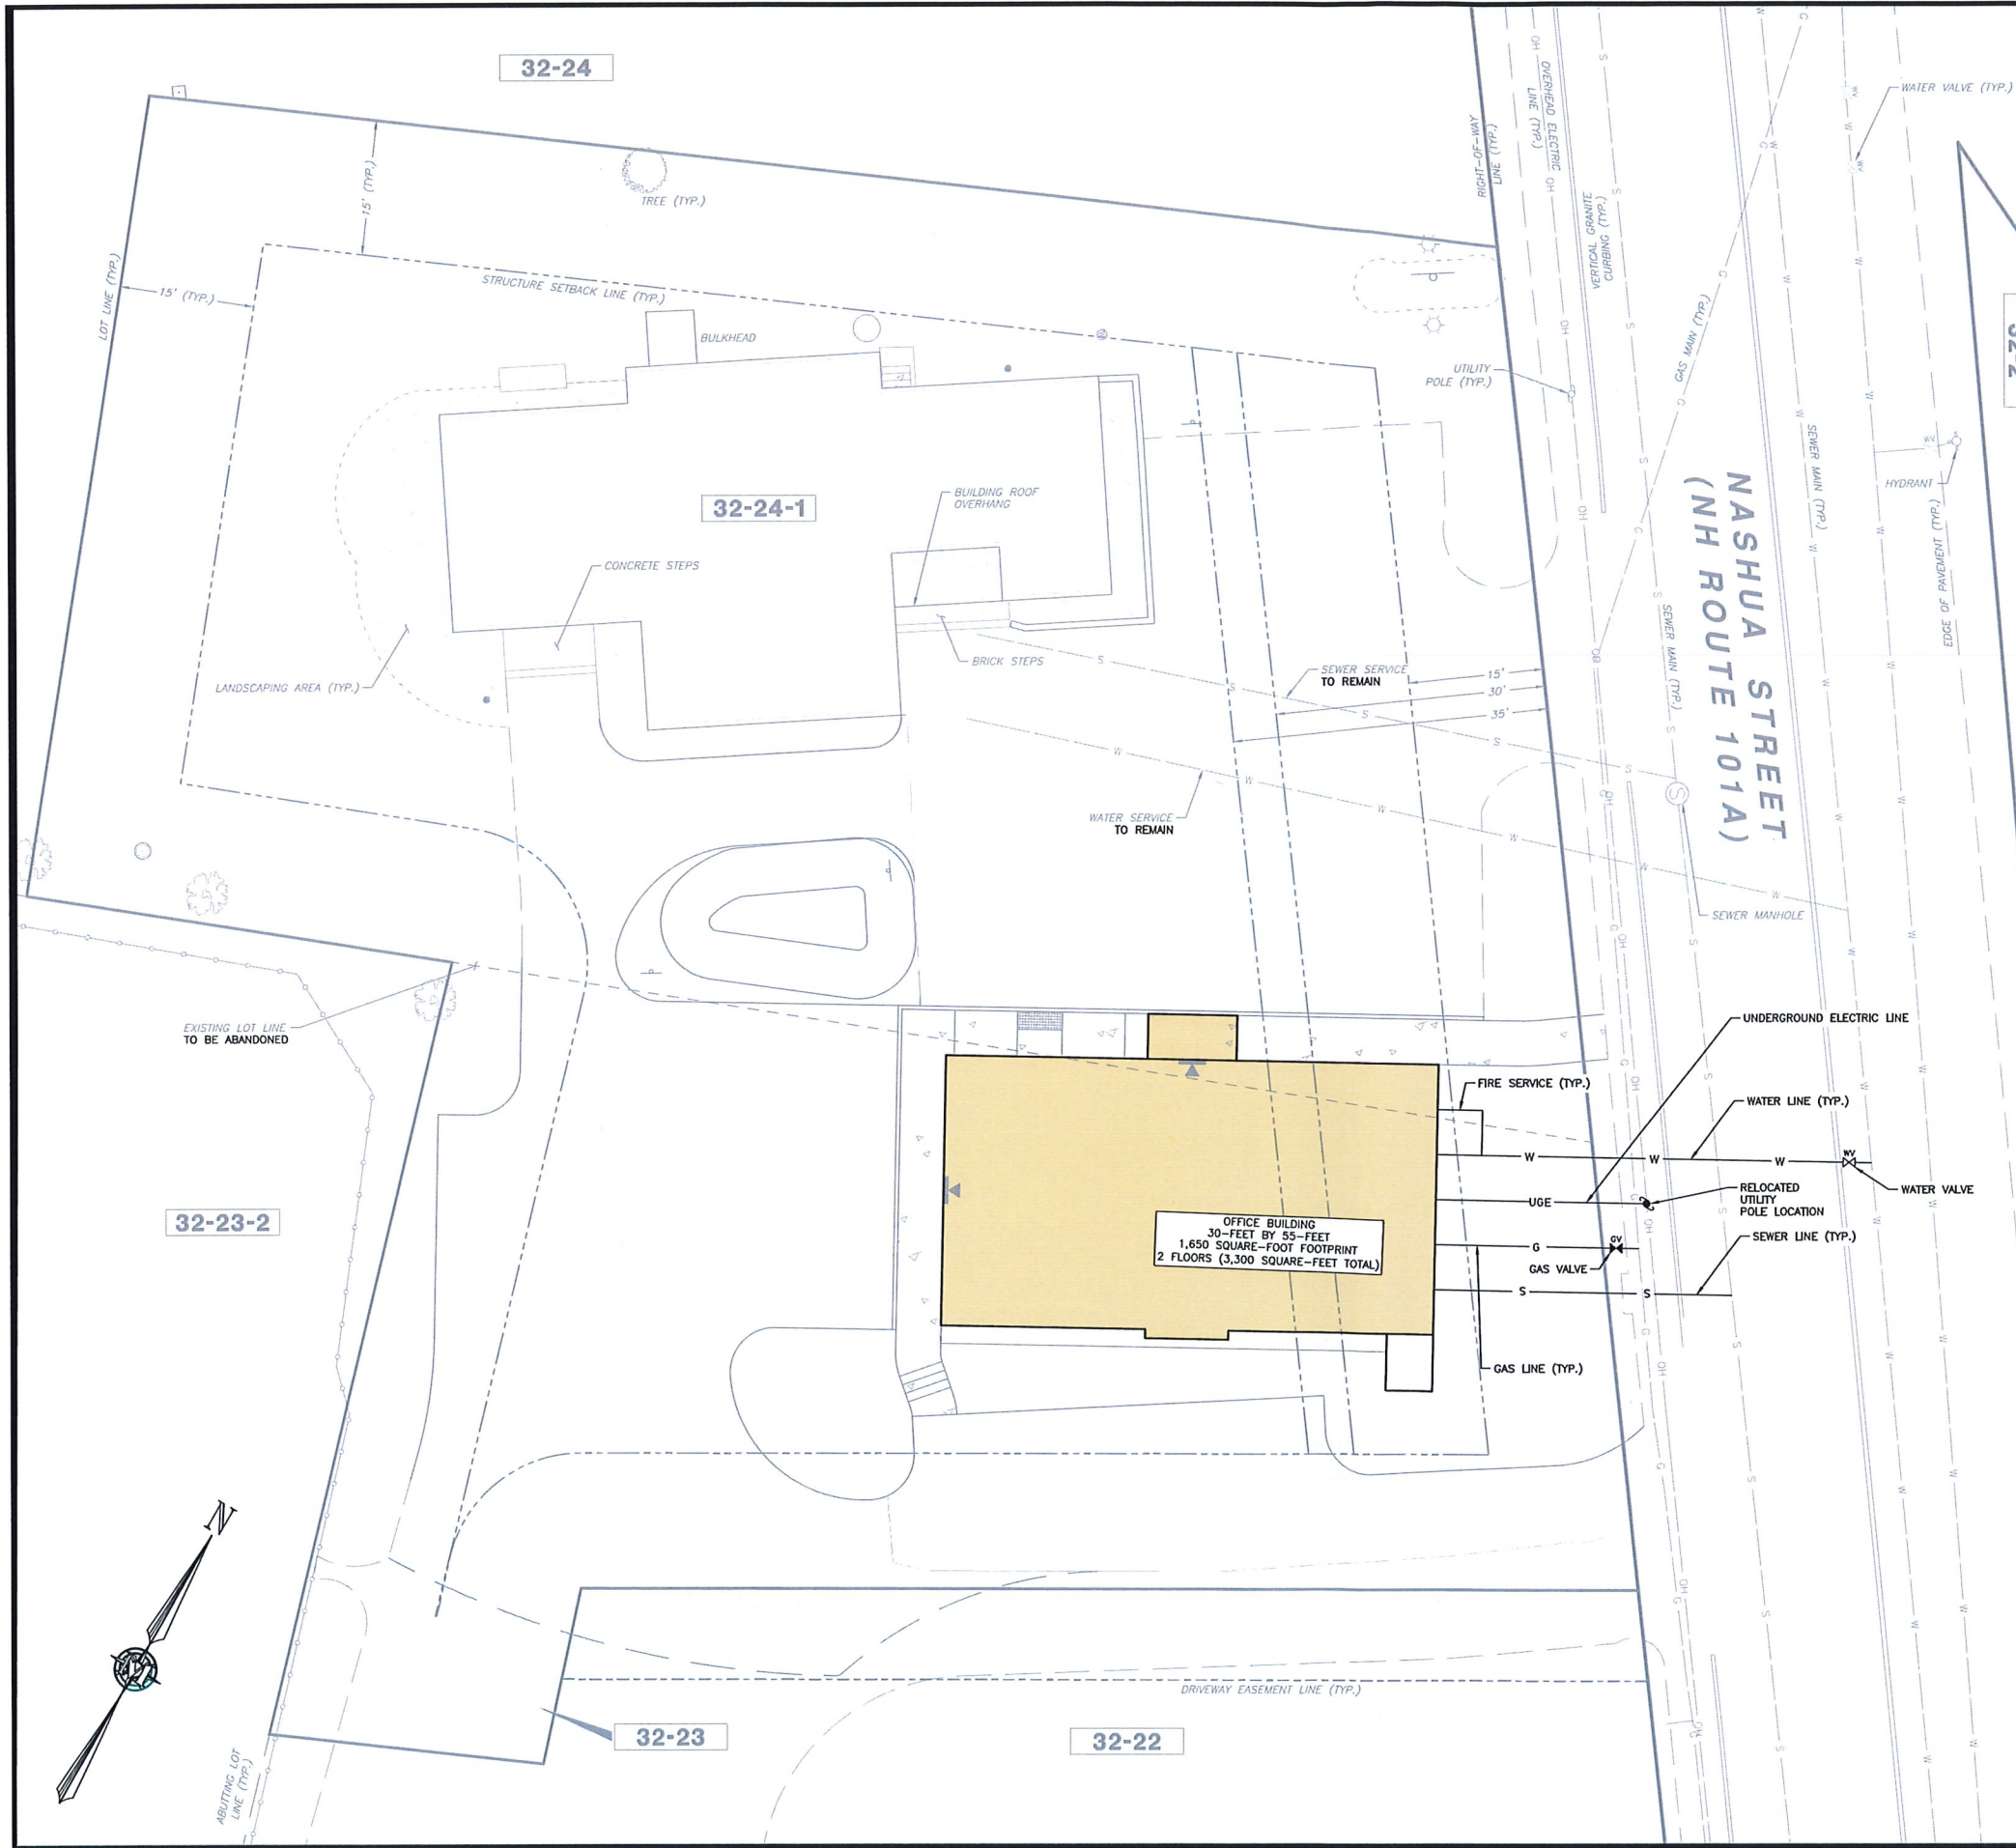 32-24
WATER VALVE (TYP.)
OVERHEAD ELECTRIC
LINE (TYP.)
RIGHT-OF-WAY
LINE (TYP.)
VERTICAL GRANITE
CURBING (TYP.)
15' (TYP.)
TREE (TYP.)
LOT LINE (TYP.)
15' (TYP.)
STRUCTURE SETBACK LINE (TYP.)
BULKHEAD
GAS MAIN (TYP.)
UTILITY
POLE (TYP.)
SEWER MAIN (TYP.)
HYDRANT
EDGE OF PAVEMENT (TYP.)
NASHUA STREET
(NH ROUTE 101A)
32-24-1
BUILDING ROOF
OVERHANG
CONCRETE STEPS
BRICK STEPS
LANDSCAPING AREA (TYP.)
SEWER SERVICE
TO REMAIN
15'
30'
35'
SEWER MAIN (TYP.)
WATER SERVICE
TO REMAIN
SEWER MANHOLE
EXISTING LOT LINE
TO BE ABANDONED
UNDERGROUND ELECTRIC LINE
FIRE SERVICE (TYP.)
WATER LINE (TYP.)
W W W WV
WATER VALVE
UGE
RELOCATED
UTILITY
POLE LOCATION
32-23-2
OFFICE BUILDING
30-FEET BY 55-FEET
1,650 SQUARE-FOOT FOOTPRINT
2 FLOORS (3,300 SQUARE-FEET TOTAL)
G GV
GAS VALVE
SEWER LINE (TYP.)
S S
GAS LINE (TYP.)
N
DRIVEWAY EASEMENT LINE (TYP.)
32-23
32-22
ABUTTING LOT
LINE (TYP.)